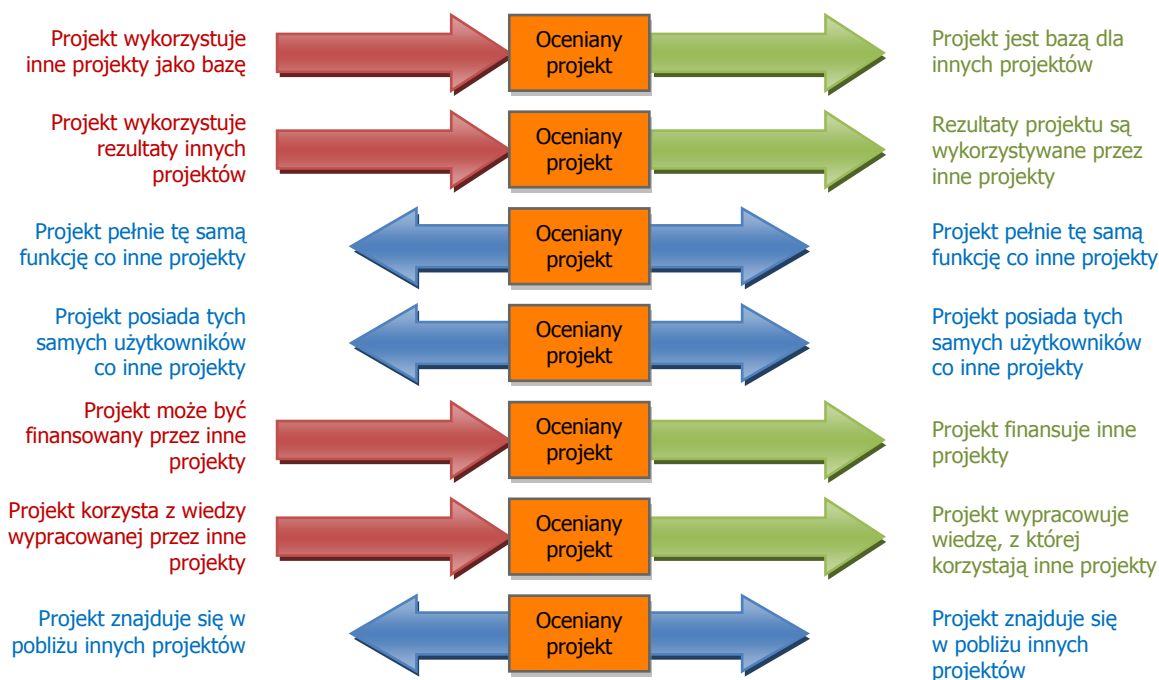 Projekt wykorzystuje
inne projekty jako bazę
Oceniany
projekt
Projekt jest bazą dla
innych projektów
Projekt wykorzystuje
rezultaty innych
projektów
Oceniany
projekt
Rezultaty projektu są
wykorzystywane przez
inne projekty
Projekt pełnie tę samą
funkcję co inne projekty
Oceniany
projekt
Projekt pełnie tę samą
funkcję co inne projekty
Projekt posiada tych
samych użytkowników
co inne projekty
Oceniany
projekt
Projekt posiada tych
samych użytkowników
co inne projekty
Projekt może być
finansowany przez inne
projekty
Oceniany
projekt
Projekt finansuje inne
projekty
Projekt korzysta z wiedzy
wypracowanej przez inne
projekty
Oceniany
projekt
Projekt wypracowuje
wiedzę, z której
korzystają inne projekty
Projekt znajduje się w
pobliżu innych projektów
Oceniany
projekt
Projekt znajduje się
w pobliżu innych
projektów